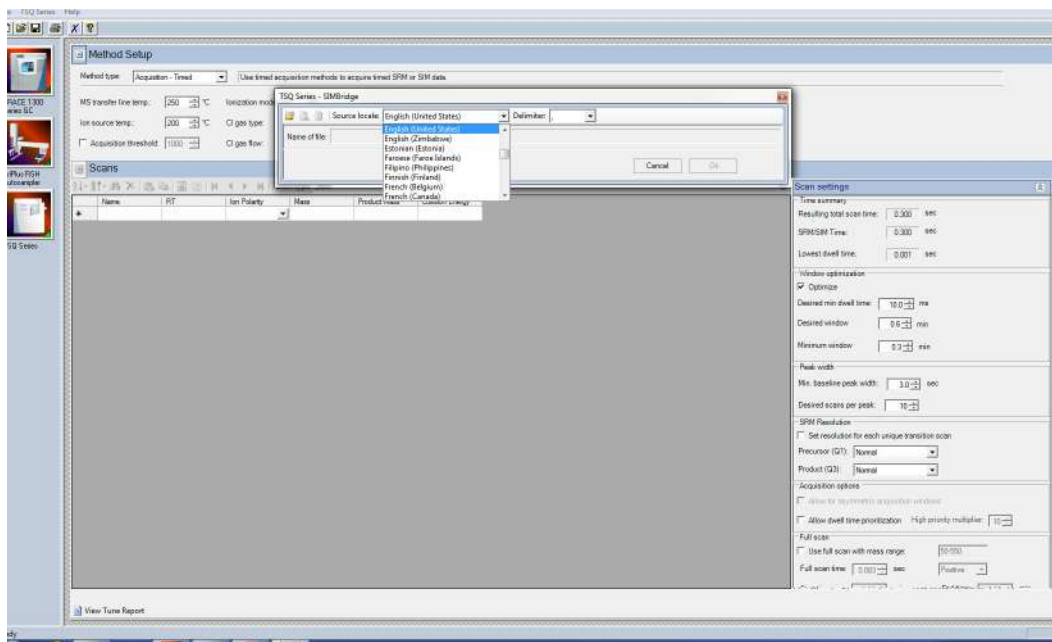 TSQ Series Help
Method Setup
Method type: Acquisition - Timed Use timed acquisition methods to acquire timed SRM or SIM data.
MS transfer line temp.: 250 °C Ionization mode
Ion source temp.: 200 °C CI gas type:
Acquisition threshold: 1000 CI gas flow:
TSQ Series - SIMBridge
Source locale: English (United States) Delimiter: ,
Name of file:
English (United States)
English (Zimbabwe)
Estonian (Estonia)
Faroese (Faroe Islands)
Filipino (Philippines)
Finnish (Finland)
French (Belgium)
French (Canada)
Cancel Ok
TRACE 1300
Series GC
TriPlus RSH
Autosampler
TSQ Series
Scans
Name RT Ion Polarity Mass Product Mass Collision Energy
Scan settings
Time summary
Resulting total scan time: 0.300 sec
SRM/SIM Time: 0.300 sec
Lowest dwell time: 0.001 sec
Window optimization
Optimize
Desired min dwell time: 10.0 ms
Desired window 0.6 min
Minimum window 0.3 min
Peak width
Min. baseline peak width: 3.0 sec
Desired scans per peak: 10
SRM Resolution
Set resolution for each unique transition scan
Precursor (Q1): Normal
Product (Q3): Normal
Acquisition options
Allow for asymmetric acquisition windows
Allow dwell time prioritization High priority multiplier: 10
Full scan
Use full scan with mass range: 50-550
Full scan time: 0.003 sec Positive
View Tune Report